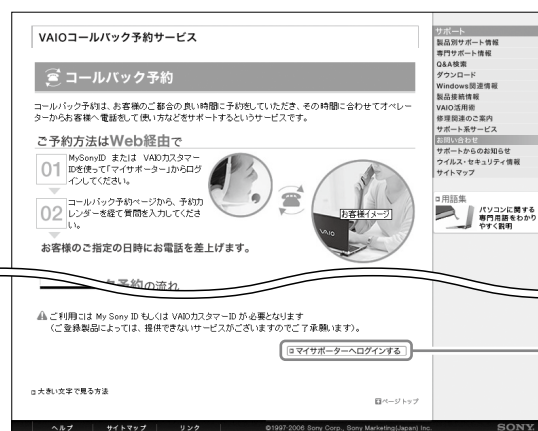 VAIOコールバック予約サービス
コールバック予約
コールバック予約は、お客様のご都合の良い時間に予約をしていただき、その時間に合わせてオペレー
ターからお客様へ電話をして使い方などをサポートするというサービスです。
ご予約方法はWeb経由で
01
MySonyID または VAIOカスタマー
IDを使って「マイサポーター」からログ
インしてください。
02
コールバック予約ページから、予約カ
レンダーを経て質問を入力してくださ
い。
お客様イメージ
VAIO
お客様のご指定の日時にお電話を差上げます。
ク予約の流れ
ご利用には My Sony ID もしくは VAIOカスタマーID が必要となります
(ご登録製品によっては、提供できないサービスがございますのでご了承願います)。
マイサポーターへログインする
大きい文字で見る方法
ページトップ
サポート
製品別サポート情報
専門サポート情報
Q&A検索
ダウンロード
Windows関連情報
製品接続情報
VAIO活用術
修理関連のご案内
サポート系サービス
お問い合わせ
サポートからのお知らせ
ウイルス・セキュリティ情報
サイトマップ
用語集
パソコンに関する
専門用語をわかり
やすく説明
ヘルプ サイトマップ リンク ©1997-2006 Sony Corp., Sony Marketing(Japan) Inc. SONY